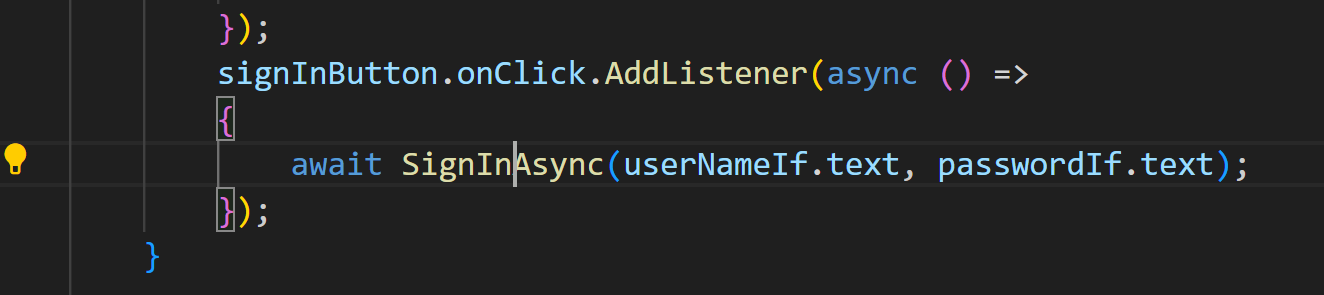 });
signInButton.onClick.AddListener(async () =>
{
await SignInAsync(userNameIf.text, passwordIf.text);
});
}